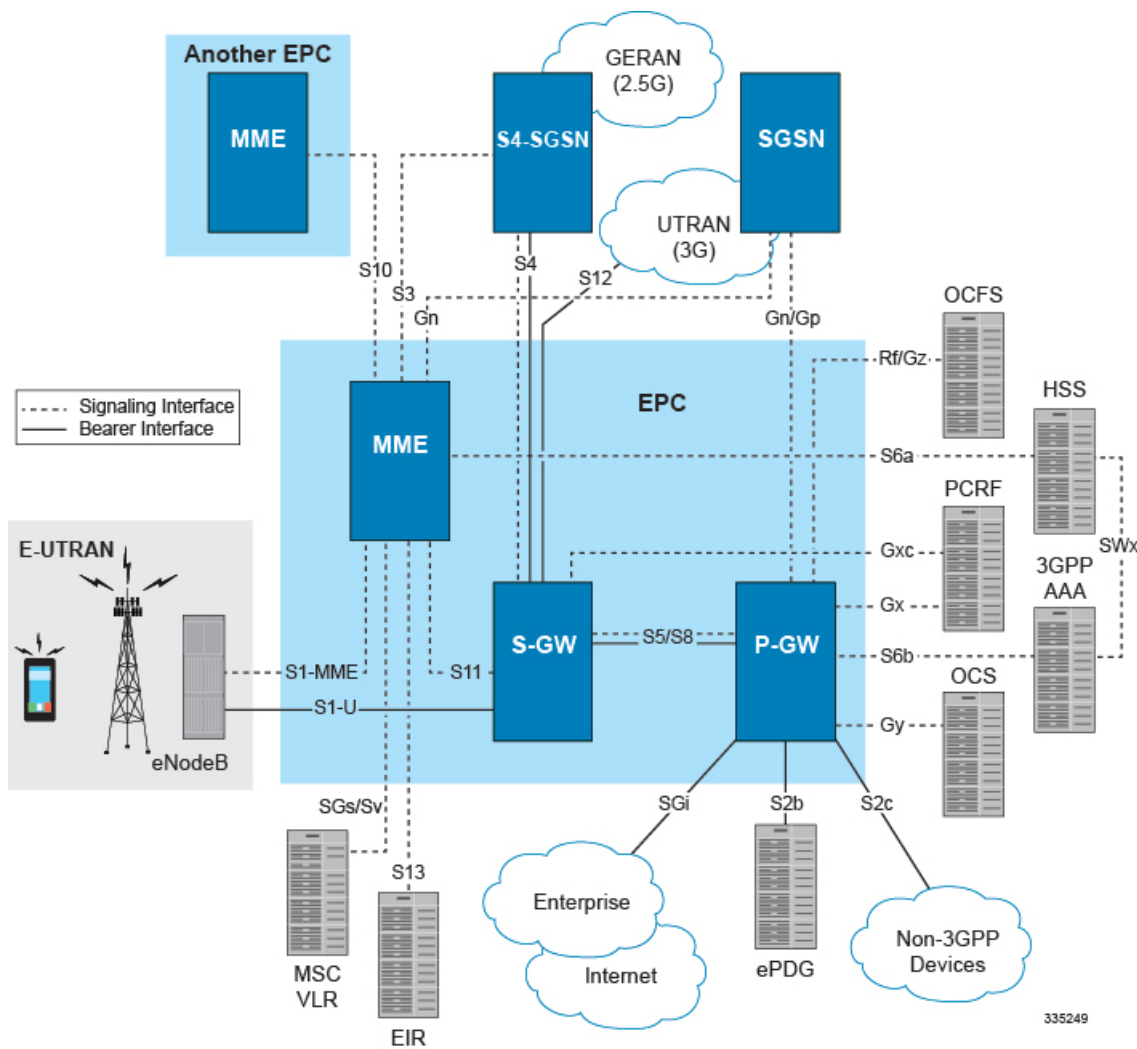 Another EPC
MME
GERAN
(2.5G)
S4-SGSN
SGSN
UTRAN
(3G)
S10
S3
S4
S12
Gn
Gn/Gp
OCFS
Rf/Gz
HSS
Signaling Interface
Bearer Interface
EPC
MME
S6a
PCRF
E-UTRAN
Gxc
SWx
3GPP
AAA
Gx
S-GW
S5/S8
P-GW
S6b
S1-MME
S11
OCS
S1-U
Gy
eNodeB
SGs/Sv
SGi
S2b
S2c
S13
Enterprise
Internet
Non-3GPP
Devices
MSC
VLR
ePDG
EIR
335249